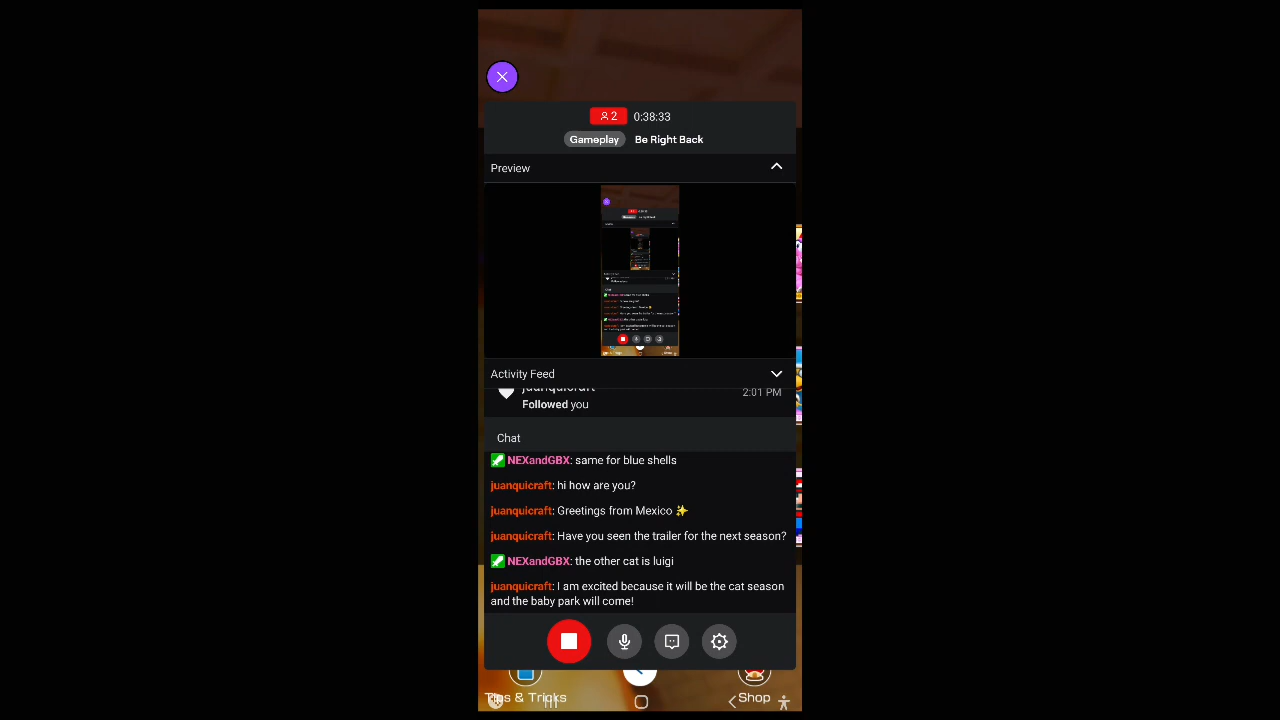 2 0:38:33
Gameplay Be Right Back
Preview
Activity Feed
juanquicraft 2:01 PM
Followed you
Chat
NEXandGBX: same for blue shells
juanquicraft: hi how are you?
juanquicraft: Greetings from Mexico ✨
juanquicraft: Have you seen the trailer for the next season?
NEXandGBX: the other cat is luigi
juanquicraft: I am excited because it will be the cat season
and the baby park will come!
Tips & Tricks Shop